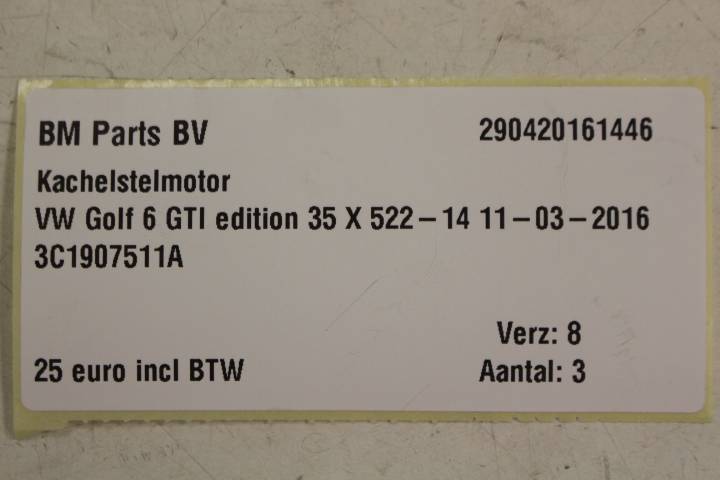 BM Parts BV 290420161446
Kachelstelmotor
VW Golf 6 GTI edition 35 X 522-14 11-03-2016
3C1907511A
Verz: 8
25 euro incl BTW Aantal: 3